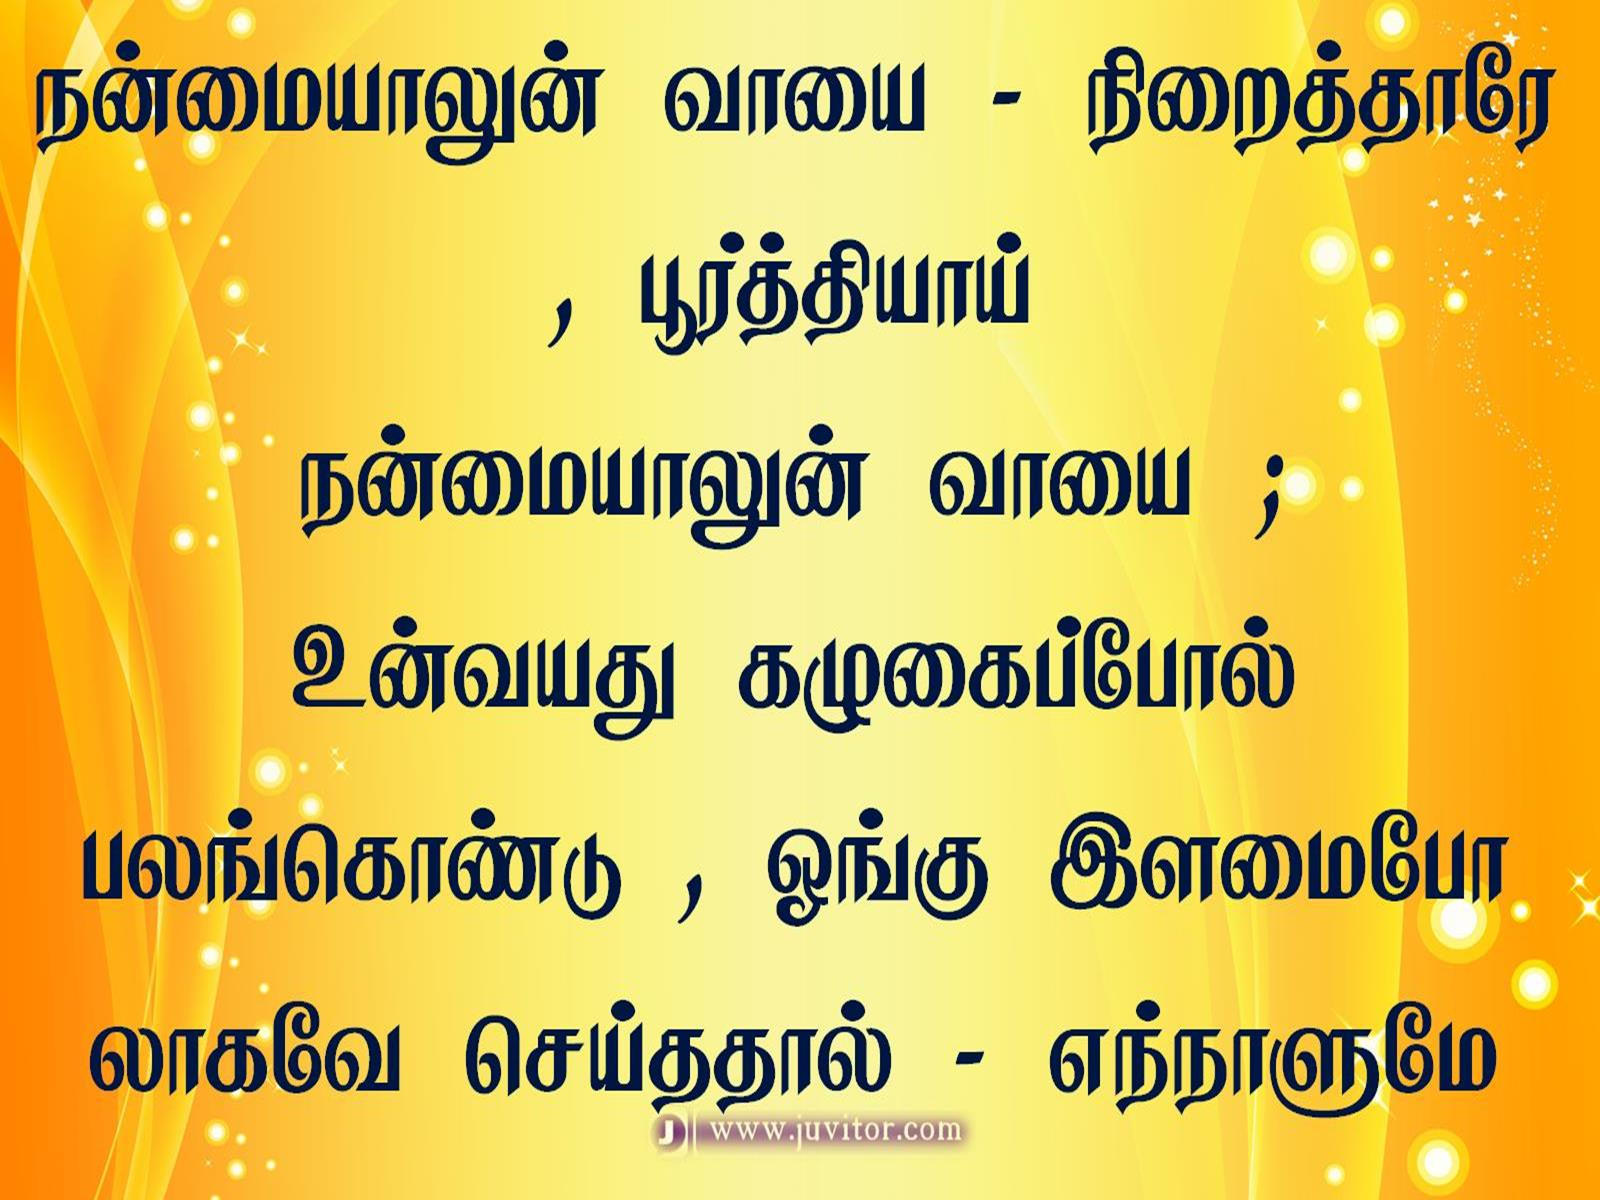 நன்மையாலுன் வாயை - நிறைத்தாரே
, பூர்த்தியாய்
நன்மையாலுன் வாயை ;
உன்வயது கழுகைப்போல்
பலங்கொண்டு , ஓங்கு இளமைபோ
லாகவே செய்ததால் - எந்நாளுமே
J www.juvitor.com